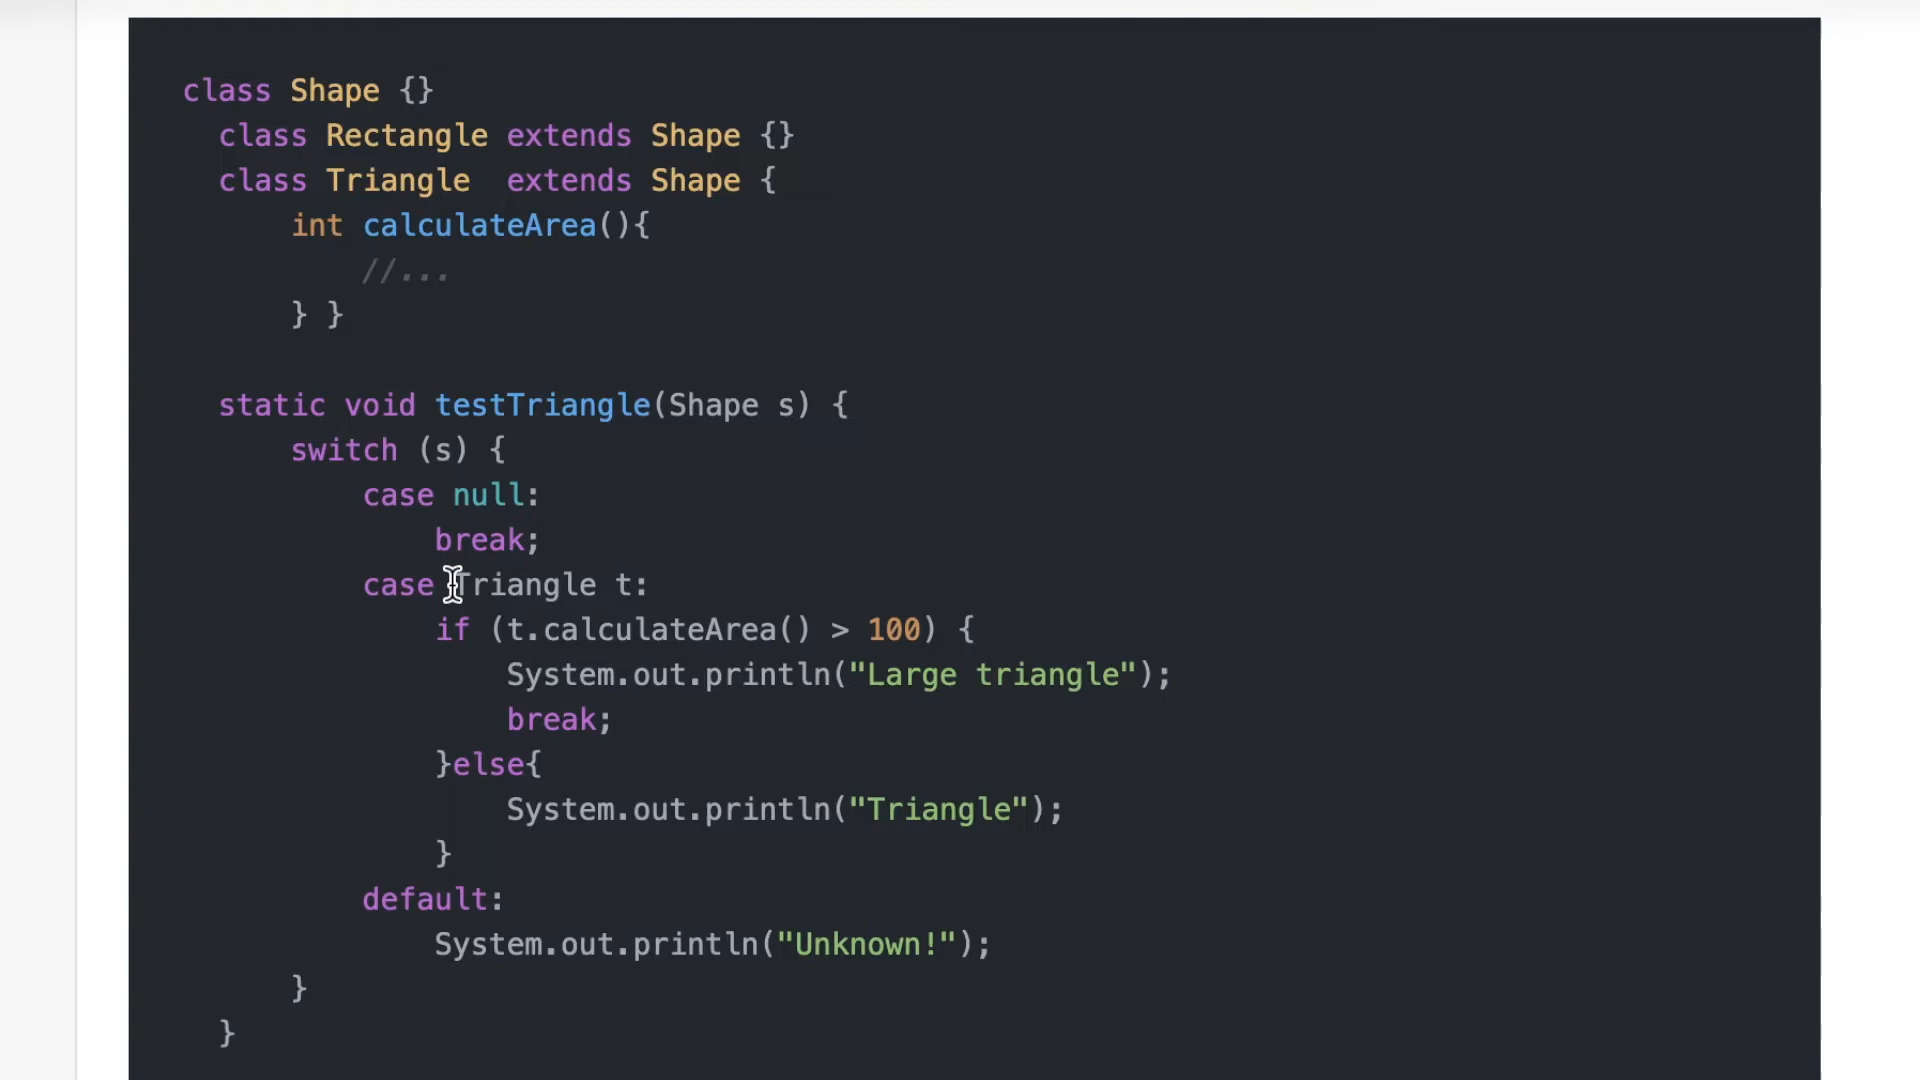 class Shape {}
class Rectangle extends Shape {}
class Triangle  extends Shape {
int calculateArea(){
//...
} }
static void testTriangle(Shape s) {
switch (s) {
case null:
break;
case Triangle t:
if (t.calculateArea() > 100) {
System.out.println("Large triangle");
break;
}else{
System.out.println("Triangle");
}
default:
System.out.println("Unknown!");
}
}